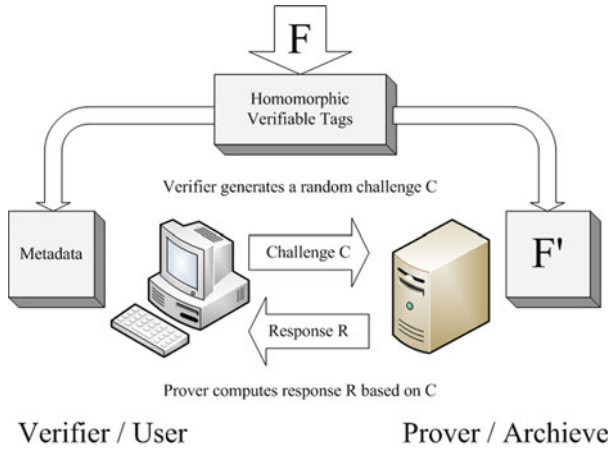 F
Homomorphic
Verifiable Tags
Verifier generates a random challenge C
Metadata
Challenge C
F'
Response R
Prover computes response R based on C
Verifier / User
Prover / Archieve